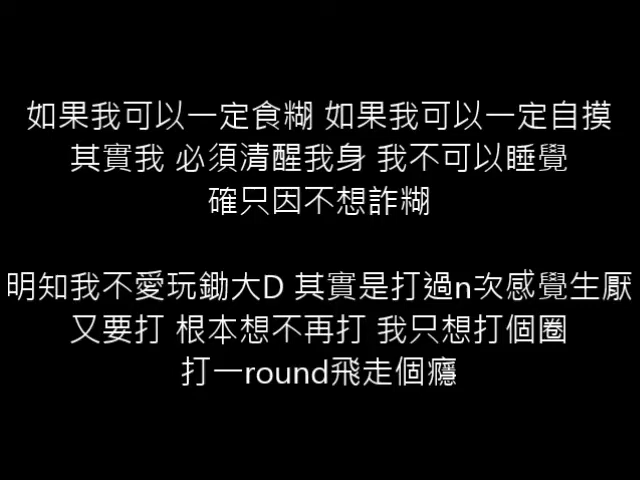 如果我可以一定食糊 如果我可以一定自摸
其實我 必須清醒我身 我不可以睡覺
確只因不想詐糊
明知我不愛玩鋤大D 其實是打過n次感覺生厭
又要打 根本想不再打 我只想打個圈
打一round飛走個癮